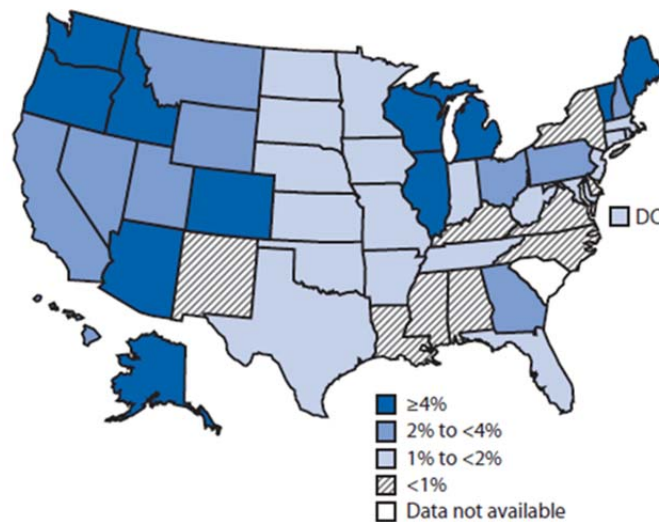 DC
≥4%
2% to <4%
1% to <2%
<1%
Data not available